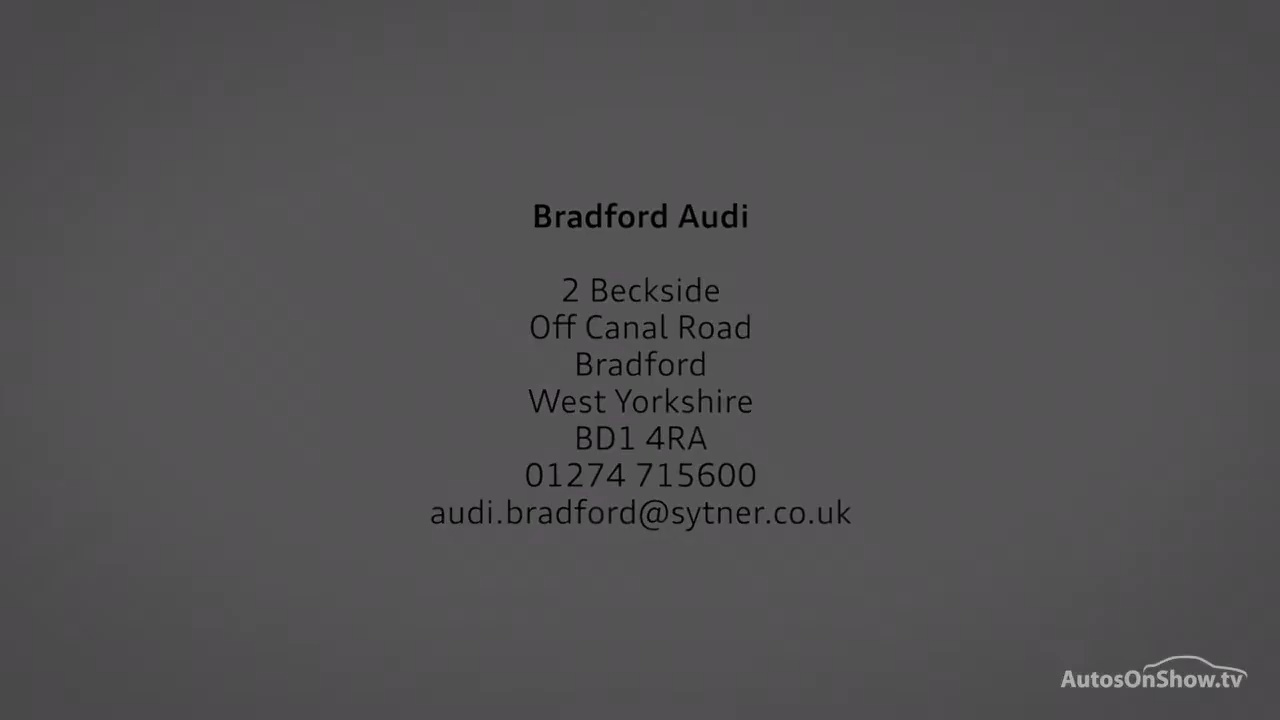 Bradford Audi
2 Beckside
Off Canal Road
Bradford
West Yorkshire
BD1 4RA
01274 715600
audi.bradford@sytner.co.uk
AutosOnShow.tv